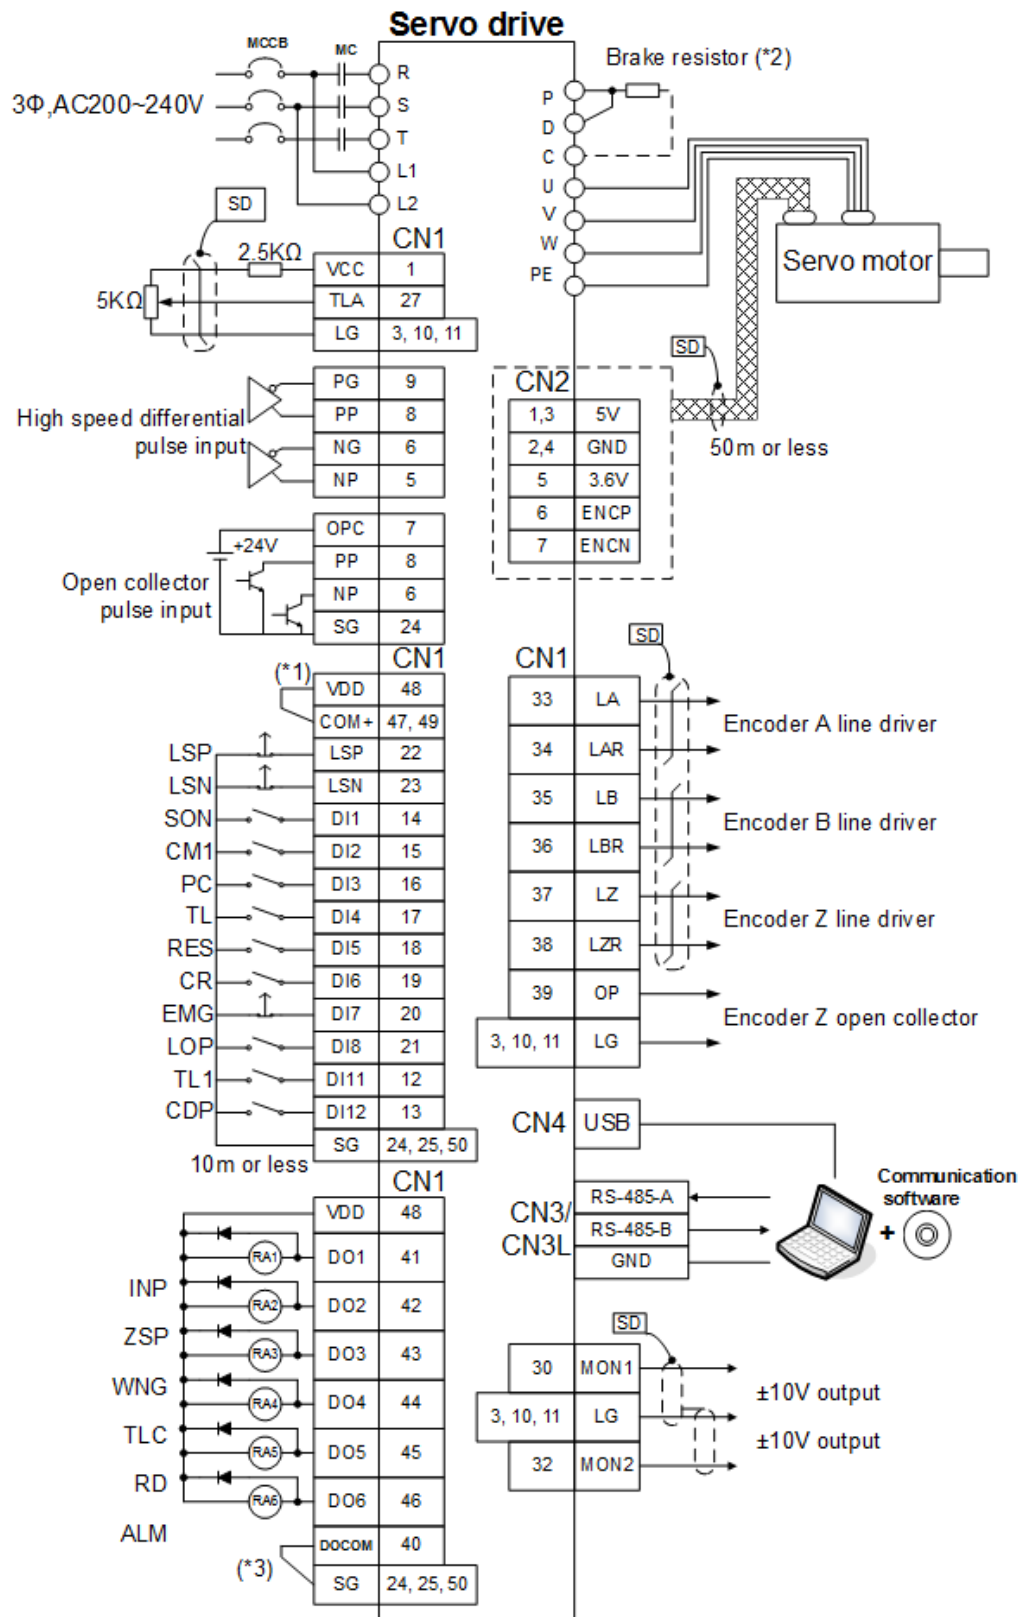 Servo drive
MCCB
MC
3Φ,AC200~240V
R
S
T
L1
L2
Brake resistor (*2)
P
D
C
U
V
W
PE
Servo motor
SD
CN1
2.5KΩ
5KΩ
VCC 1
TLA 27
LG 3, 10, 11
High speed differential
pulse input
PG 9
PP 8
NG 6
NP 5
Open collector
pulse input
+24V
OPC 7
PP 8
NP 6
SG 24
SD
50m or less
CN2
1,3 5V
2,4 GND
5 3.6V
6 ENCP
7 ENCN
CN1
(*1)
VDD 48
COM+ 47, 49
LSP LSP 22
LSN LSN 23
SON DI1 14
CM1 DI2 15
PC DI3 16
TL DI4 17
RES DI5 18
CR DI6 19
EMG DI7 20
LOP DI8 21
TL1 DI11 12
CDP DI12 13
SG 24, 25, 50
10m or less
CN1
SD
33 LA
34 LAR
Encoder A line driver
35 LB
36 LBR
Encoder B line driver
37 LZ
38 LZR
Encoder Z line driver
39 OP
3, 10, 11 LG
Encoder Z open collector
CN4 USB
CN3/
CN3L
RS-485-A
RS-485-B
GND
Communication
software
+
CN1
VDD 48
RA1 DO1 41
INP
RA2 DO2 42
ZSP
RA3 DO3 43
WNG
RA4 DO4 44
TLC
RA5 DO5 45
RD
RA6 DO6 46
ALM
DOCOM 40
(*3)
SG 24, 25, 50
SD
30 MON1
±10V output
3, 10, 11 LG
±10V output
32 MON2